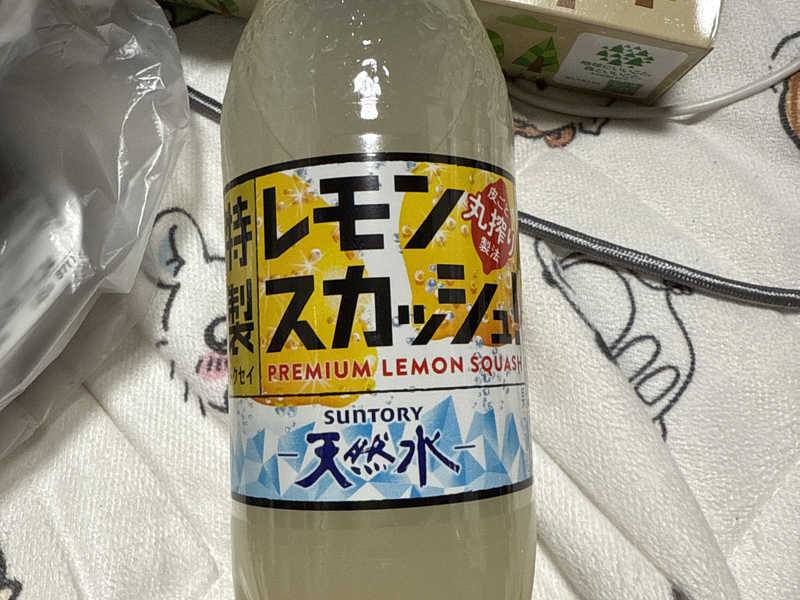 特製
レモン
スカッシュ
皮ごと
丸搾り
製法
クセイ
PREMIUM LEMON SQUASH
SUNTORY
天然水